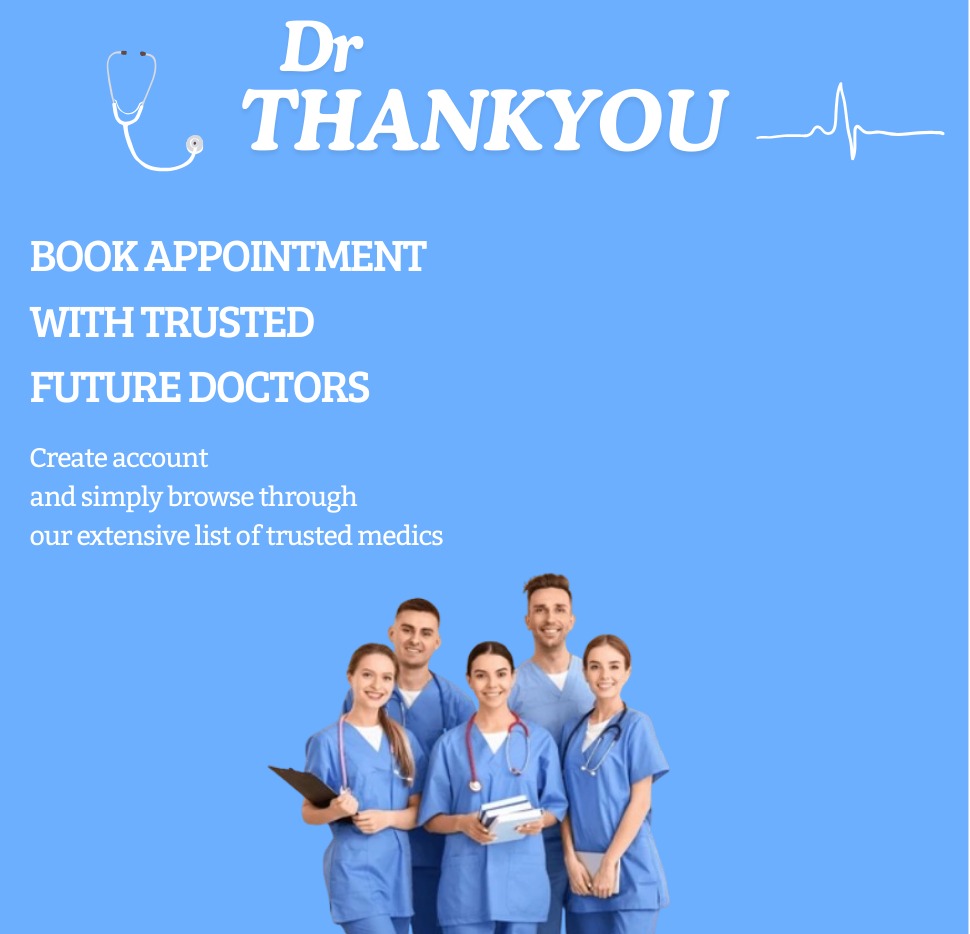 Dr
THANKYOU
BOOK APPOINTMENT
WITH TRUSTED
FUTURE DOCTORS
Create account
and simply browse through
our extensive list of trusted medics